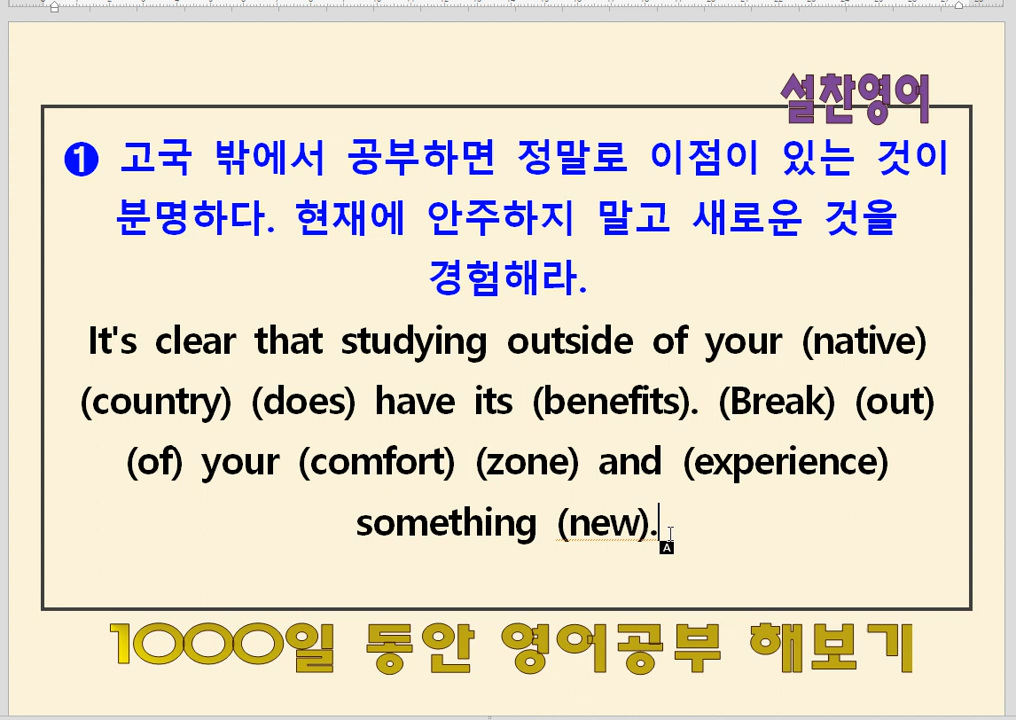 설찬영어
❶ 고국 밖에서 공부하면 정말로 이점이 있는 것이
분명하다. 현재에 안주하지 말고 새로운 것을
경험해라.
It's clear that studying outside of your (native)
(country) (does) have its (benefits). (Break) (out)
(of) your (comfort) (zone) and (experience)
something (new).
A
1000일 동안 영어공부 해보기